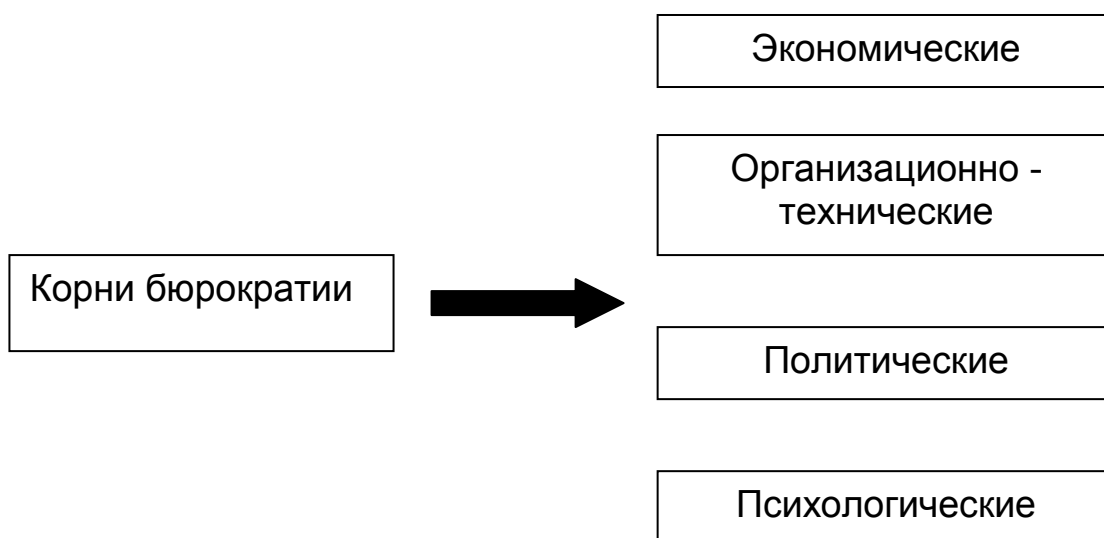 Экономические
Организационно -
технические
Корни бюрократии
Политические
Психологические